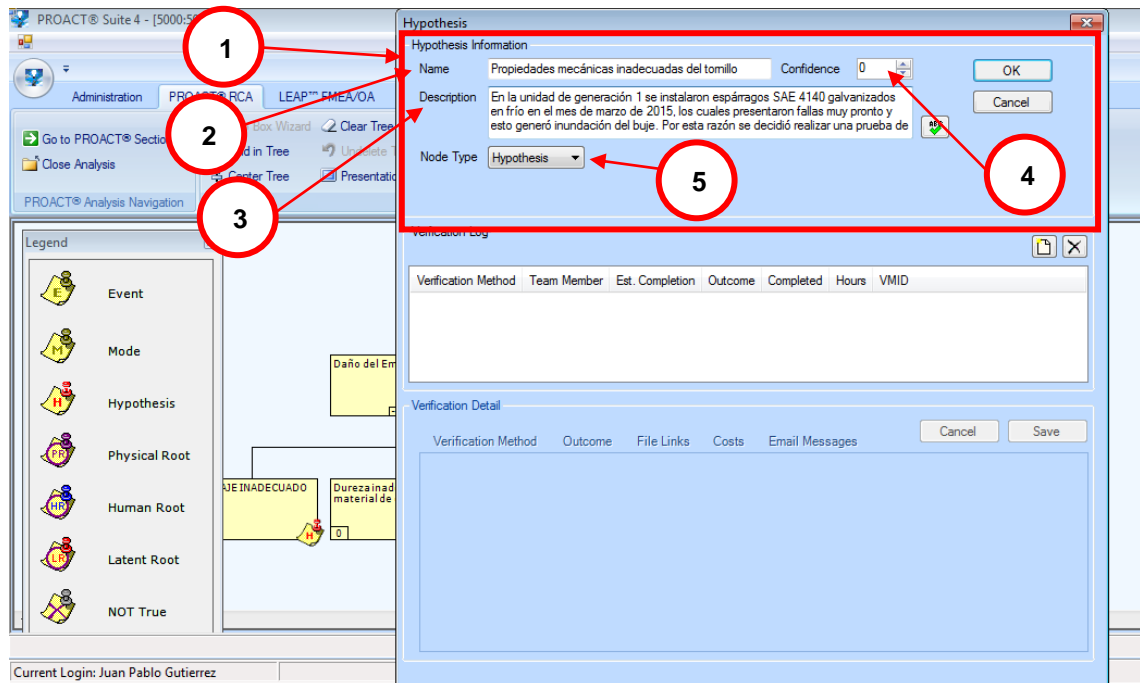 PROACT® Suite 4 - [5000:5
Hypothesis
Hypothesis Information
1
Name Propiedades mecánicas inadecuadas del tornillo Confidence 0 OK
Administration PROACT® RCA LEAP™ FMEA/OA
Description En la unidad de generación 1 se instalaron espárragos SAE 4140 galvanizados
en frío en el mes de marzo de 2015, los cuales presentaron fallas muy pronto y
esto generó inundación del buje. Por esta razón se decidió realizar una prueba de
Cancel
ABC
Go to PROACT® Section
Box Wizard Clear Tree
2
in Tree Undelete
Close Analysis
Center Tree Presentatio
Node Type Hypothesis
5
4
PROACT® Analysis Navigation
3
Legend
Verification Log
Verification Method Team Member Est. Completion Outcome Completed Hours VMID
E Event
M Mode
Daño del Em
H Hypothesis
Verification Detail
Verification Method Outcome File Links Costs Email Messages Cancel Save
PR Physical Root
AJE INADECUADO
H
Dureza inad
material de
0
HR Human Root
LR Latent Root
NOT True
Current Login: Juan Pablo Gutierrez